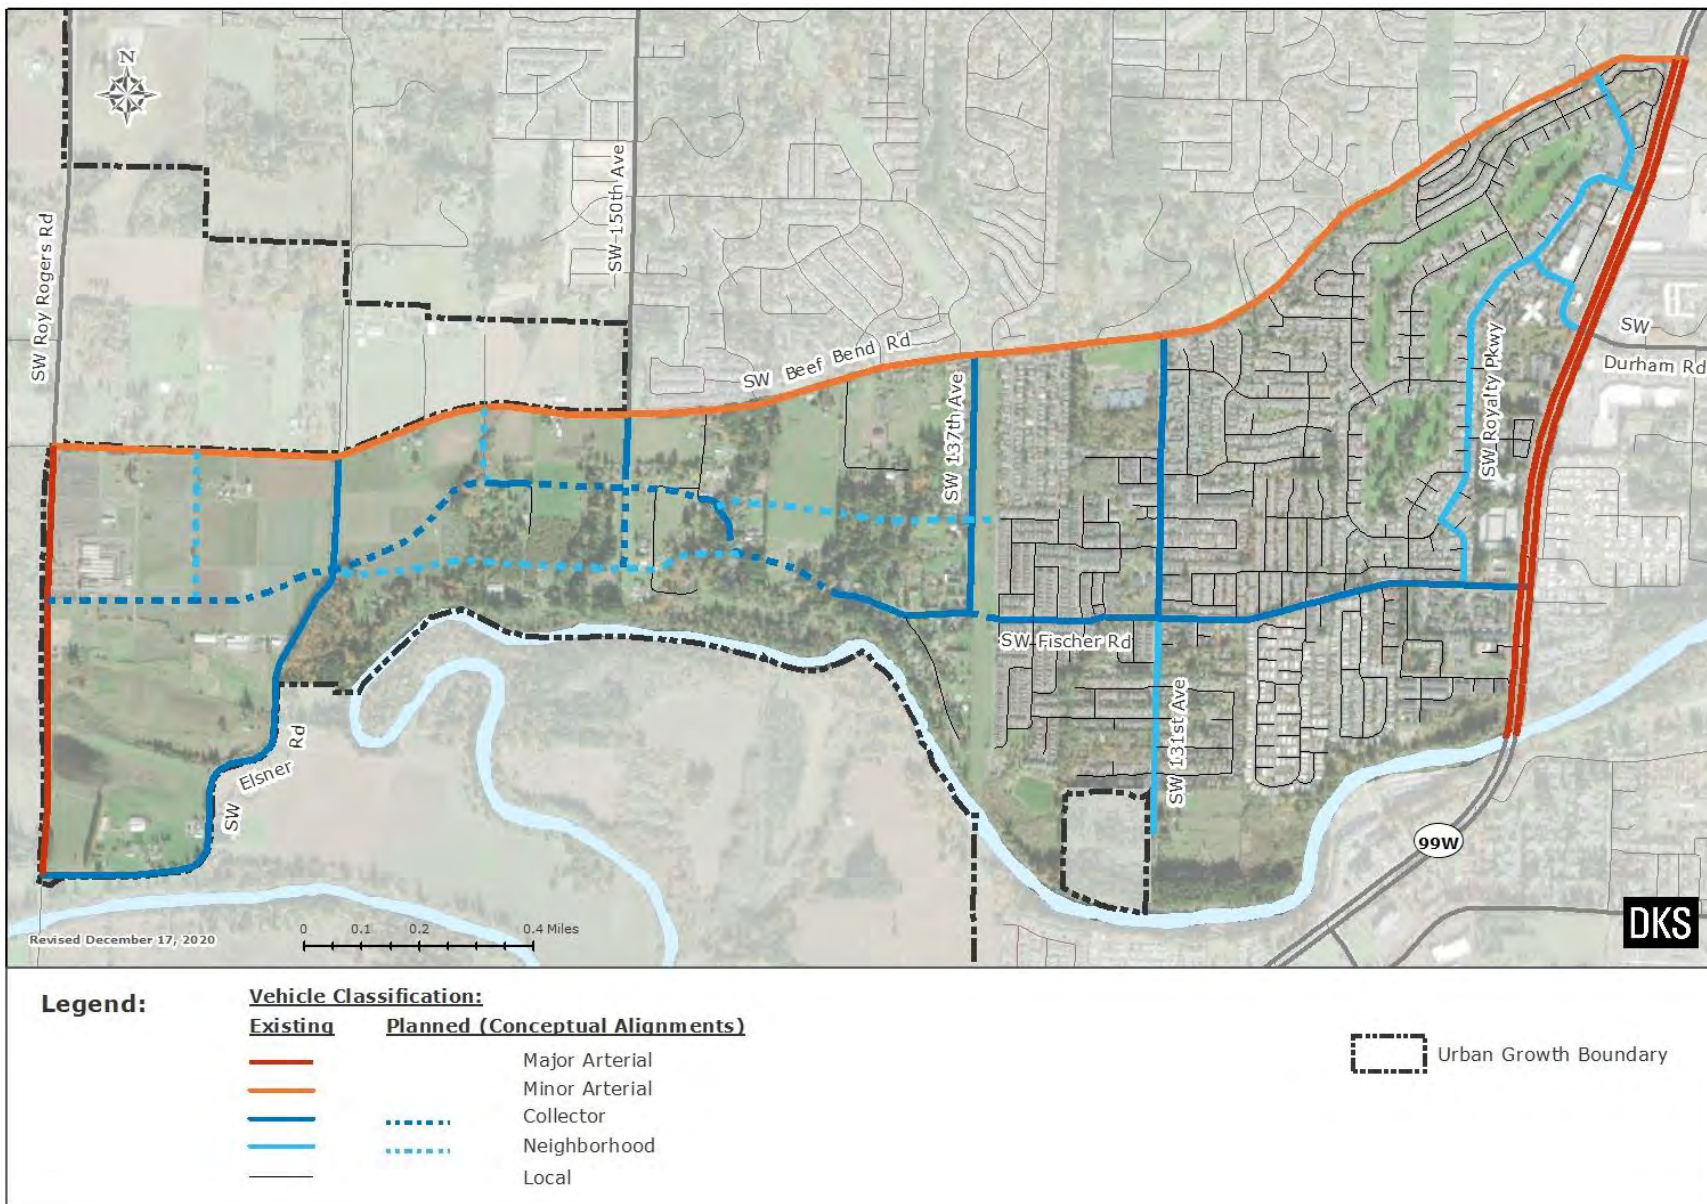 N
SW Roy Rogers Rd
SW 150th Ave
SW Beef Bend Rd
SW 137th Ave
SW Royalty Pkwy
SW
Durham Rd
SW Fischer Rd
SW 131st Ave
SW Elsner Rd
99W
DKS
Revised December 17, 2020
0 0.1 0.2 0.4 Miles
Legend:
Vehicle Classification:
Existing Planned (Conceptual Alignments)
Major Arterial
Minor Arterial
Collector
Neighborhood
Local
Urban Growth Boundary